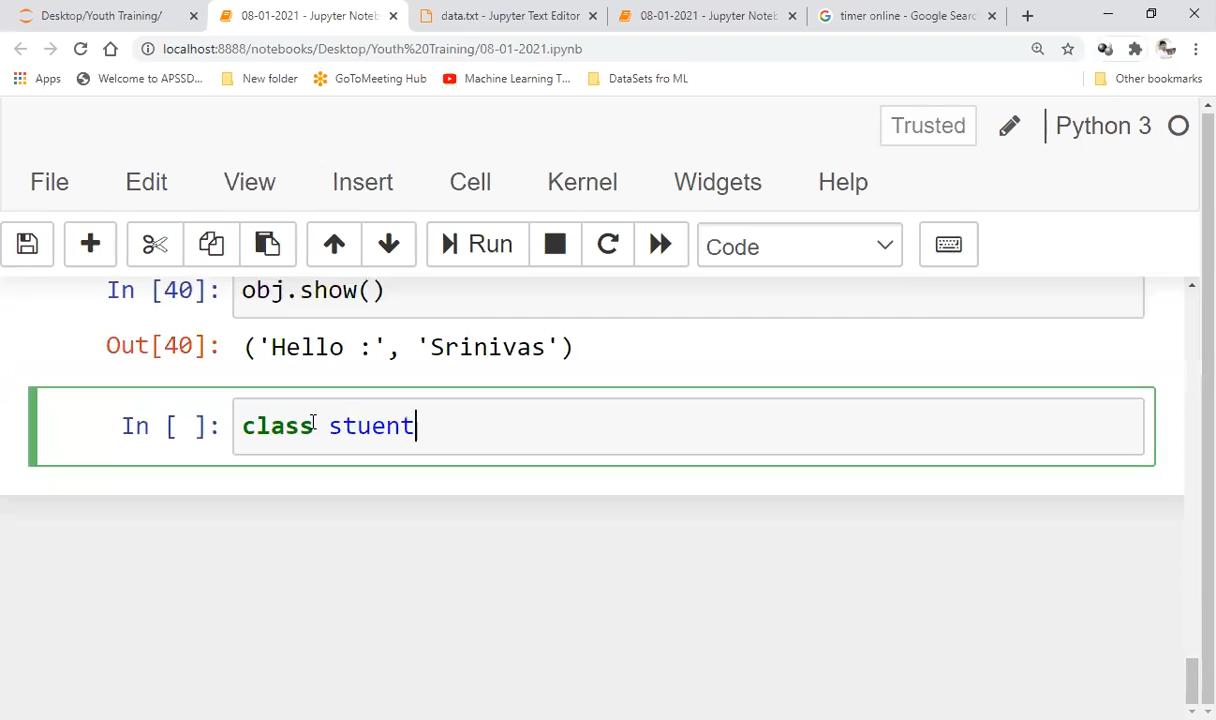 Desktop/Youth Training/
08-01-2021 - Jupyter Noteb
data.txt - Jupyter Text Editor
08-01-2021 - Jupyter Noteb
timer online - Google Searc
localhost:8888/notebooks/Desktop/Youth%20Training/08-01-2021.ipynb
Apps
Welcome to APSSD...
New folder
GoToMeeting Hub
Machine Learning T...
DataSets fro ML
Other bookmarks
Trusted
Python 3
File Edit View Insert Cell Kernel Widgets Help
Run
Code
In [40]: obj.show()
Out[40]: ('Hello :', 'Srinivas')
In [ ]: class stuent